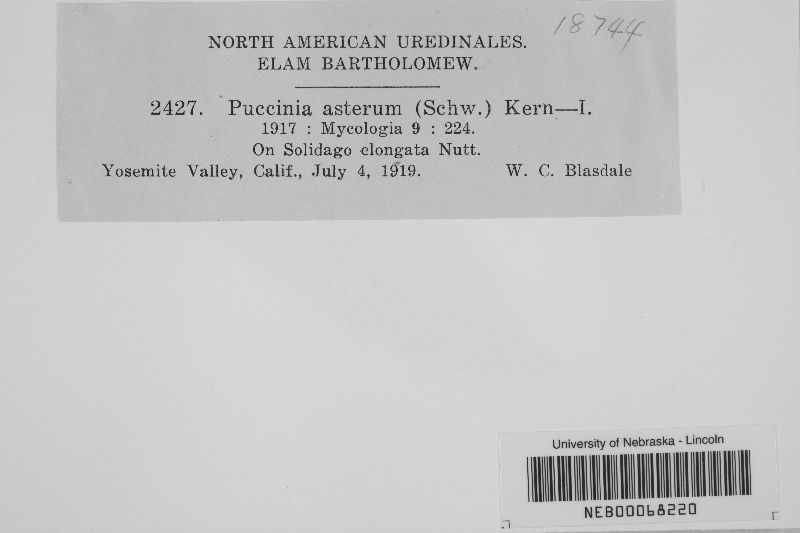 18744
NORTH AMERICAN UREDINALES.
ELAM BARTHOLOMEW.
2427. Puccinia asterum (Schw.) Kern—I.
1917 : Mycologia 9 : 224.
On Solidago elongata Nutt.
Yosemite Valley, Calif., July 4, 1919. W. C. Blasdale
University of Nebraska - Lincoln
NEB00068220